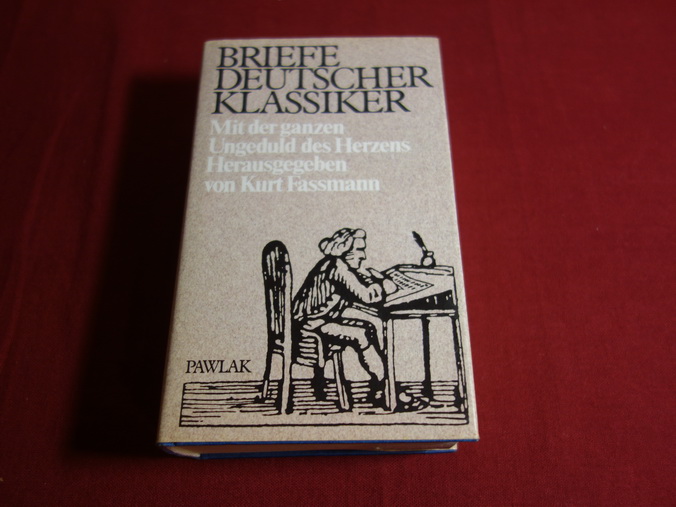 BRIEFE
DEUTSCHER
KLASSIKER
Mit der ganzen
Ungeduld des Herzens
Herausgegeben
von Kurt Fassmann
PAWLAK